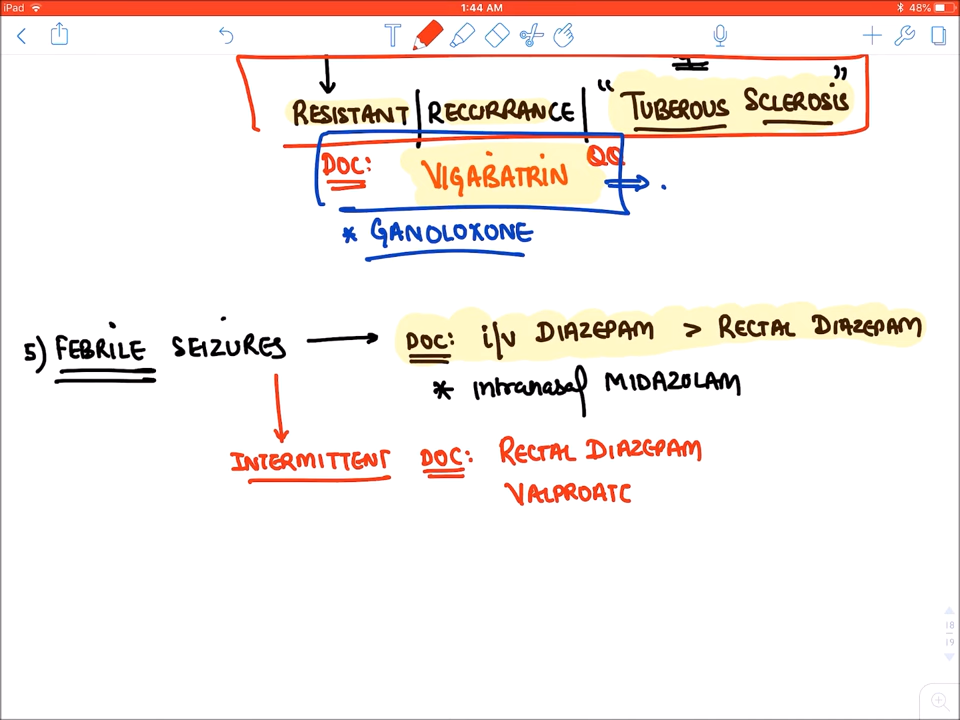 iPad 1:44 AM 48%
RESISTANT | RECURRANCE | "TUBEROUS SCLEROSIS"
DOC: VIGABATRIN QQ
* GANOLOXONE
5) FEBRILE SEIZURES → DOC: i/v DIAZEPAM > RECTAL DIAZEPAM
* intranasal MIDAZOLAM
INTERMITTENT DOC: RECTAL DIAZEPAM
VALPROATE
18
19